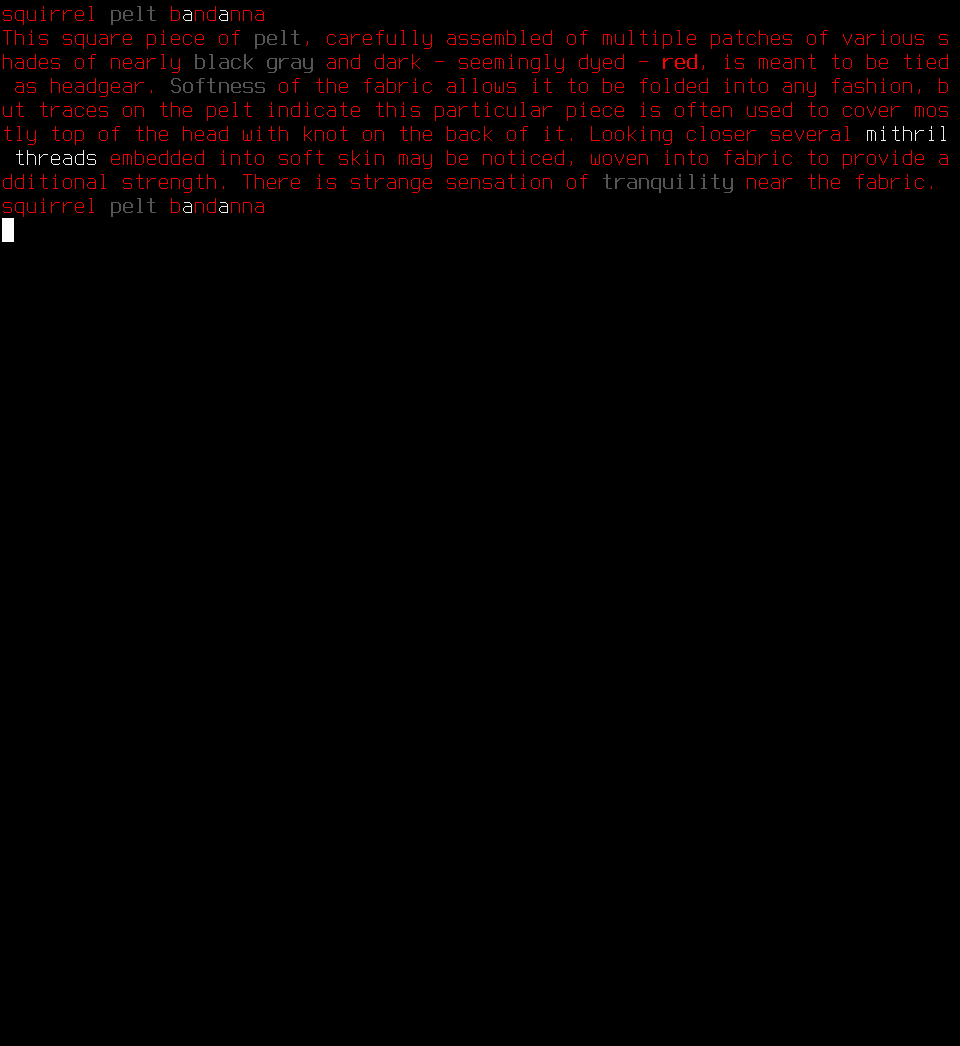 squirrel pelt bandanna
This square piece of pelt, carefully assembled of multiple patches of various s
hades of nearly black gray and dark - seemingly dyed - red, is meant to be tied
 as headgear. Softness of the fabric allows it to be folded into any fashion, b
ut traces on the pelt indicate this particular piece is often used to cover mos
tly top of the head with knot on the back of it. Looking closer several mithril
 threads embedded into soft skin may be noticed, woven into fabric to provide a
dditional strength. There is strange sensation of tranquility near the fabric.
squirrel pelt bandanna